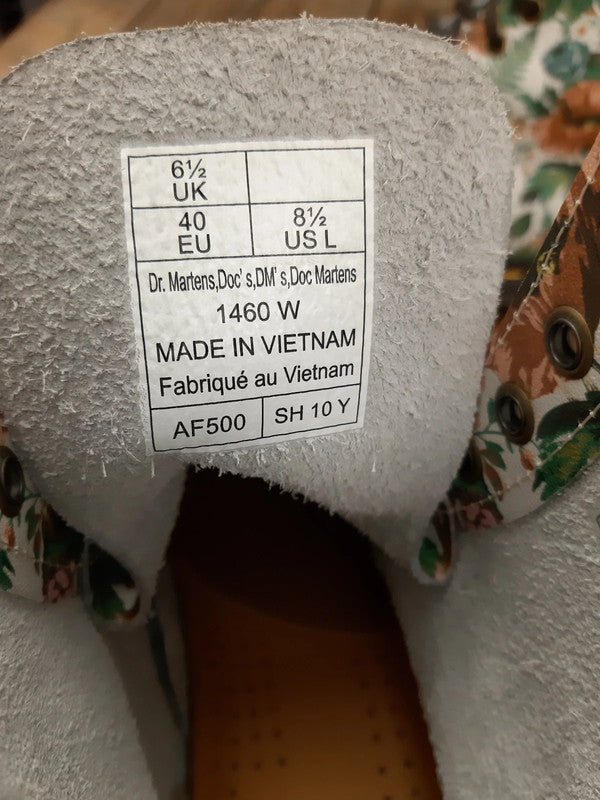 6½
UK
40
EU
8½
US L
Dr. Martens,Doc's,DM's,Doc Martens
1460 W
MADE IN VIETNAM
Fabriqué au Vietnam
AF500
SH 10 Y